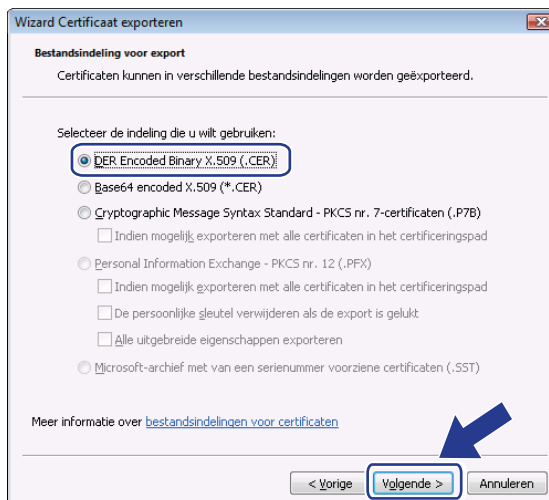 Wizard Certificaat exporteren
Bestandsindeling voor export
Certificaten kunnen in verschillende bestandsindelingen worden geëxporteerd.
Selecteer de indeling die u wilt gebruiken:
DER Encoded Binary X.509 (.CER)
Base64 encoded X.509 (*.CER)
Cryptographic Message Syntax Standard - PKCS nr. 7-certificaten (.P7B)
Indien mogelijk exporteren met alle certificaten in het certificeringspad
Personal Information Exchange - PKCS nr. 12 (.PFX)
Indien mogelijk exporteren met alle certificaten in het certificeringspad
De persoonlijke sleutel verwijderen als de export is gelukt
Alle uitgebreide eigenschappen exporteren
Microsoft-archief met van een serienummer voorziene certificaten (.SST)
Meer informatie over bestandsindelingen voor certificaten
< Vorige Volgende > Annuleren